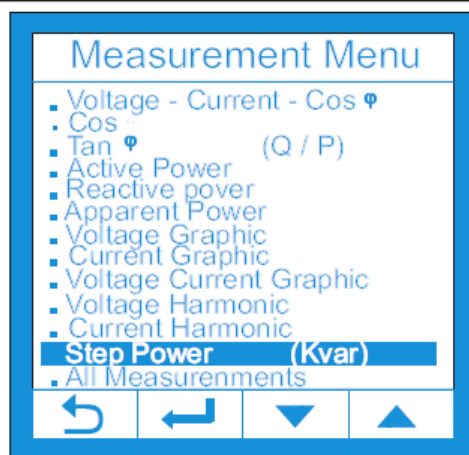 Measurement Menu
Voltage - Current - Cos φ
Cos φ
Tan φ (Q / P)
Active Power
Reactive pover
Apparent Power
Voltage Graphic
Current Graphic
Voltage Current Graphic
Voltage Harmonic
Current Harmonic
Step Power (Kvar)
All Measurenments